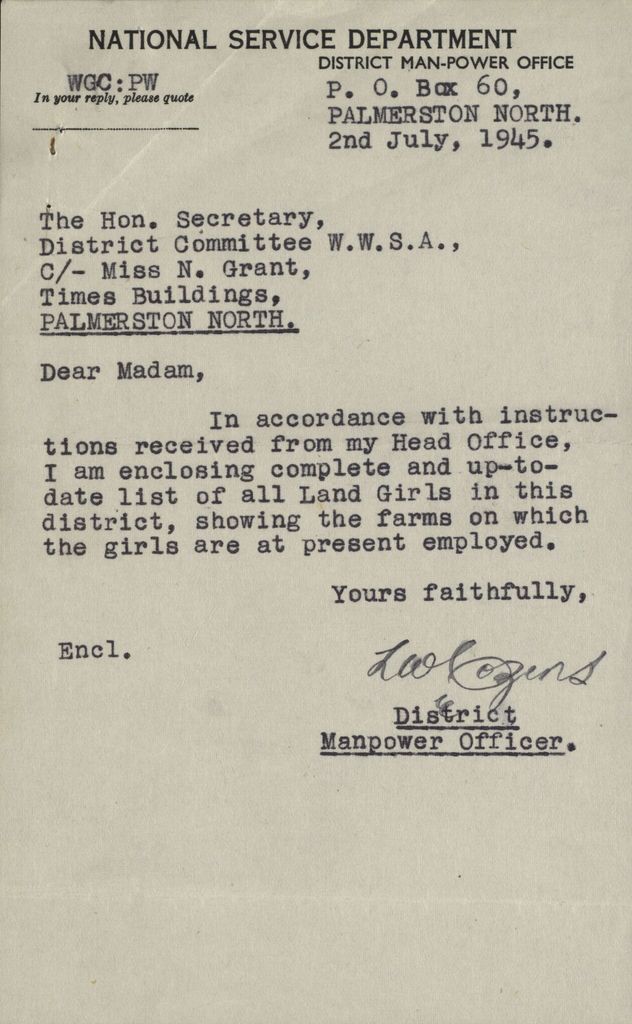 NATIONAL SERVICE DEPARTMENT
DISTRICT MAN-POWER OFFICE
WGC:PW
In your reply, please quote
P. O. Box 60,
PALMERSTON NORTH.
2nd July, 1945.
The Hon. Secretary,
District Committee W.W.S.A.,
C/- Miss N. Grant,
Times Buildings,
PALMERSTON NORTH.
Dear Madam,
In accordance with instruc-
tions received from my Head Office,
I am enclosing complete and up-to-
date list of all Land Girls in this
district, showing the farms on which
the girls are at present employed.
Yours faithfully,
Encl.
Cozens
District
Manpower Officer.